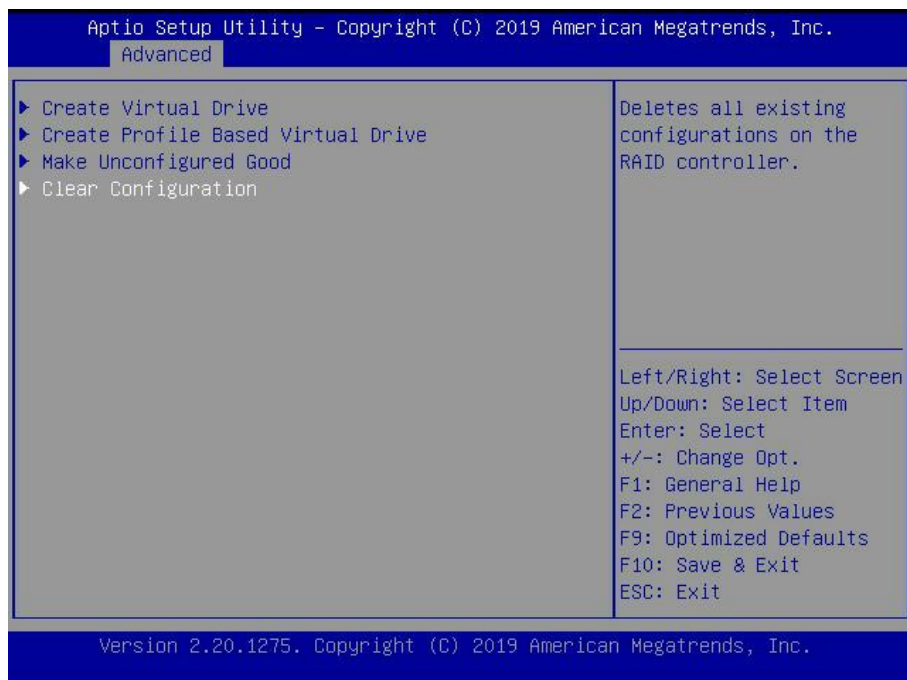 Aptio Setup Utility – Copyright (C) 2019 American Megatrends, Inc.
Advanced
Create Virtual Drive
Create Profile Based Virtual Drive
Make Unconfigured Good
Clear Configuration
Deletes all existing
configurations on the
RAID controller.
Left/Right: Select Screen
Up/Down: Select Item
Enter: Select
+/-: Change Opt.
F1: General Help
F2: Previous Values
F9: Optimized Defaults
F10: Save & Exit
ESC: Exit
Version 2.20.1275. Copyright (C) 2019 American Megatrends, Inc.